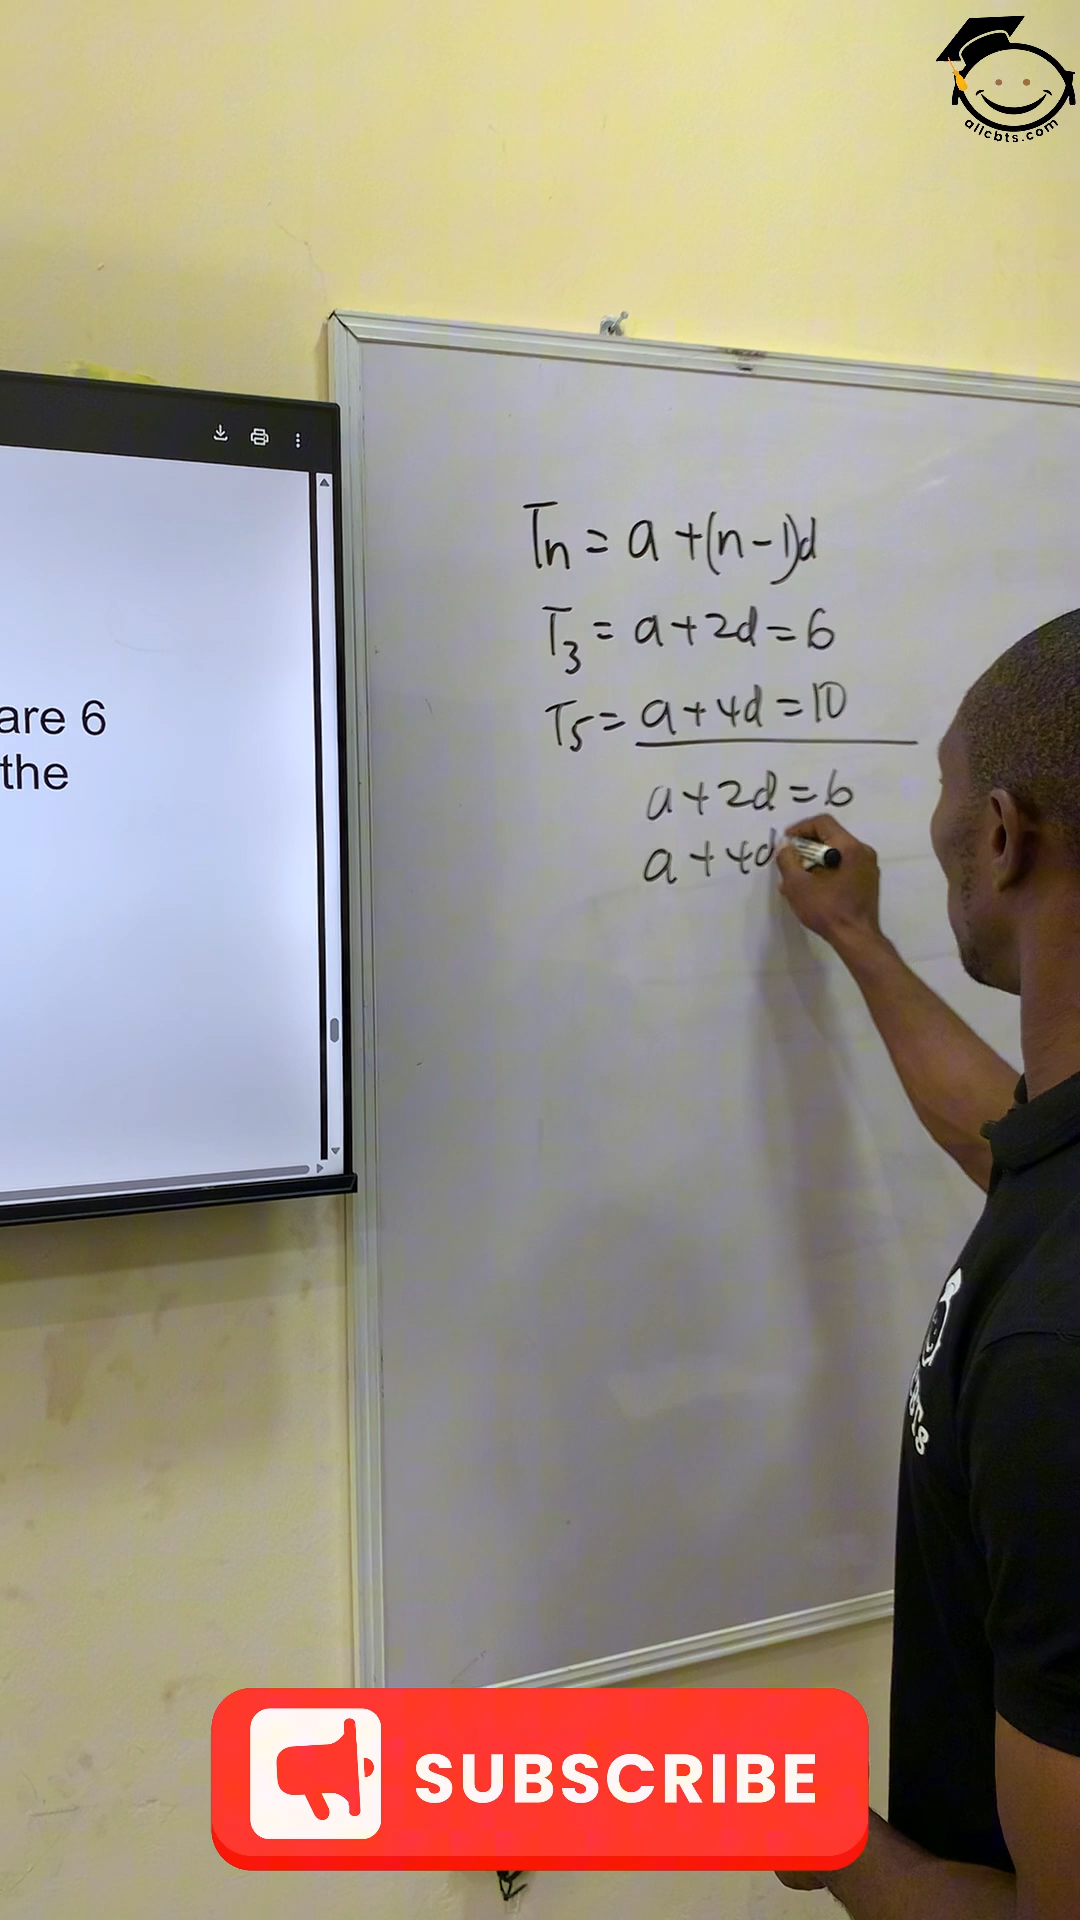 allcbts.com
are 6
the
Tn = a + (n - 1)d
T3 = a + 2d = 6
T5 = a + 4d = 10
a + 2d = 6
a + 4d
SUBSCRIBE